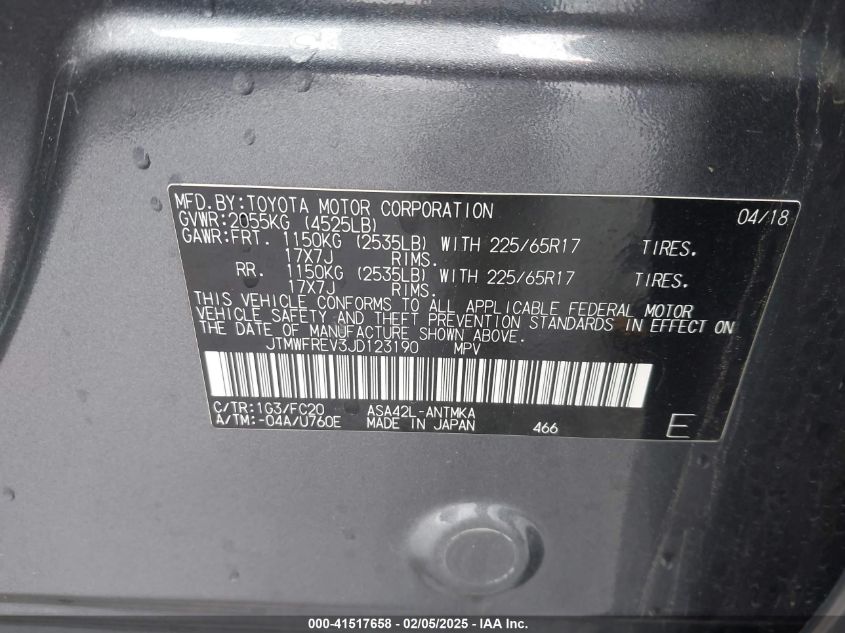 MFD.BY:TOYOTA MOTOR CORPORATION 04/18
GVWR:2055KG (4525LB)
GAWR:FRT. 1150KG (2535LB) WITH 225/65R17 TIRES.
17X7J RIMS.
RR. 1150KG (2535LB) WITH 225/65R17 TIRES.
17X7J RIMS.
THIS VEHICLE CONFORMS TO ALL APPLICABLE FEDERAL MOTOR
VEHICLE SAFETY AND THEFT PREVENTION STANDARDS IN EFFECT ON
THE DATE OF MANUFACTURE SHOWN ABOVE.
JTMWFREV3JD123190 MPV
C/TR:1G3/FC20 ASA42L-ANTMKA
A/TM:-04A/U760E MADE IN JAPAN 466 E
000-41517658 - 02/05/2025 - IAA Inc.